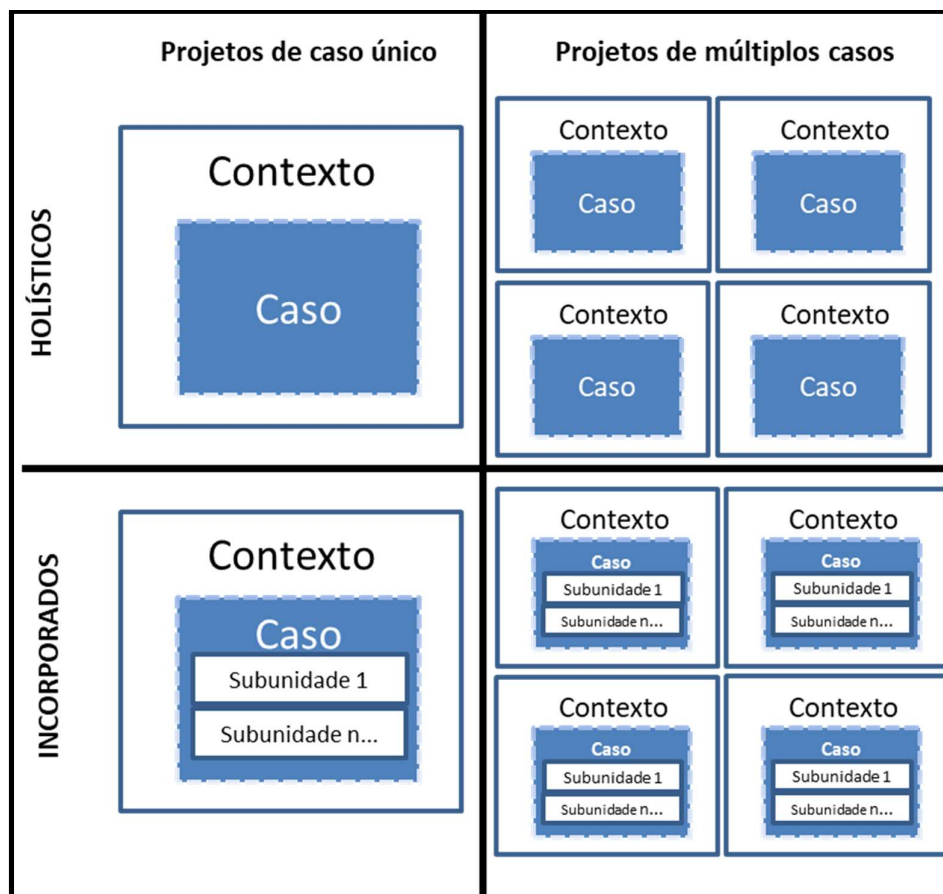 Projetos de caso único
Projetos de múltiplos casos
HOLÍSTICOS
Contexto
Caso
Contexto
Caso
Contexto
Caso
Contexto
Caso
Contexto
Caso
INCORPORADOS
Contexto
Caso
Subunidade 1
Subunidade n...
Contexto
Caso
Subunidade 1
Subunidade n...
Contexto
Caso
Subunidade 1
Subunidade n...
Contexto
Caso
Subunidade 1
Subunidade n...
Contexto
Caso
Subunidade 1
Subunidade n...